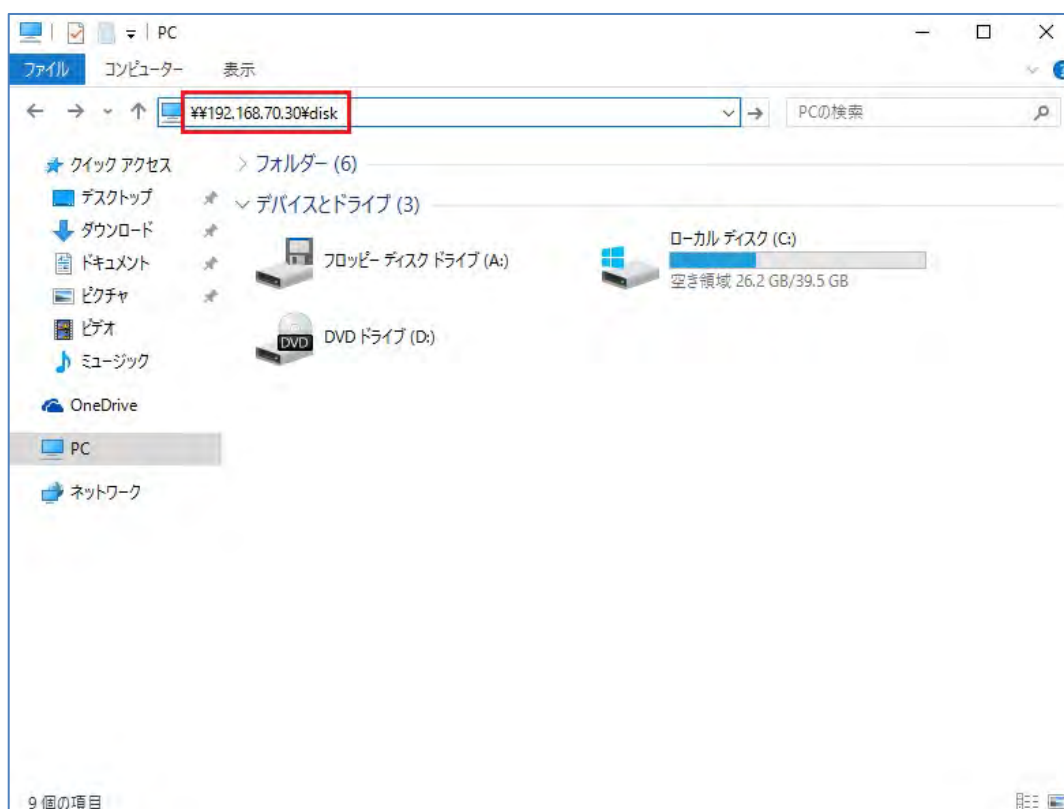 PC
ファイル コンピューター 表示
¥¥192.168.70.30¥disk PCの検索
クイック アクセス
デスクトップ
ダウンロード
ドキュメント
ピクチャ
ビデオ
ミュージック
OneDrive
PC
ネットワーク
フォルダー (6)
デバイスとドライブ (3)
フロッピー ディスク ドライブ (A:)
ローカル ディスク (C:)
空き領域 26.2 GB/39.5 GB
DVD
DVD ドライブ (D:)
9 個の項目